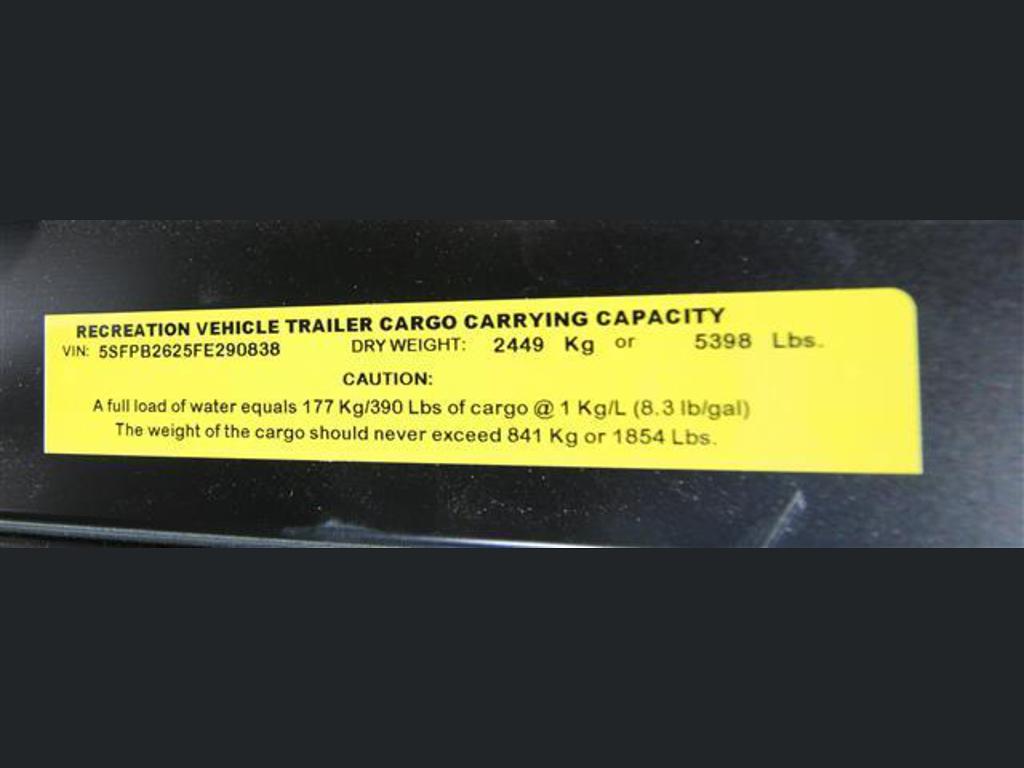 RECREATION VEHICLE TRAILER CARGO CARRYING CAPACITY
VIN: 5SFPB2625FE290838 DRY WEIGHT: 2449 Kg or 5398 Lbs.
CAUTION:
A full load of water equals 177 Kg/390 Lbs of cargo @ 1 Kg/L (8.3 lb/gal)
The weight of the cargo should never exceed 841 Kg or 1854 Lbs.